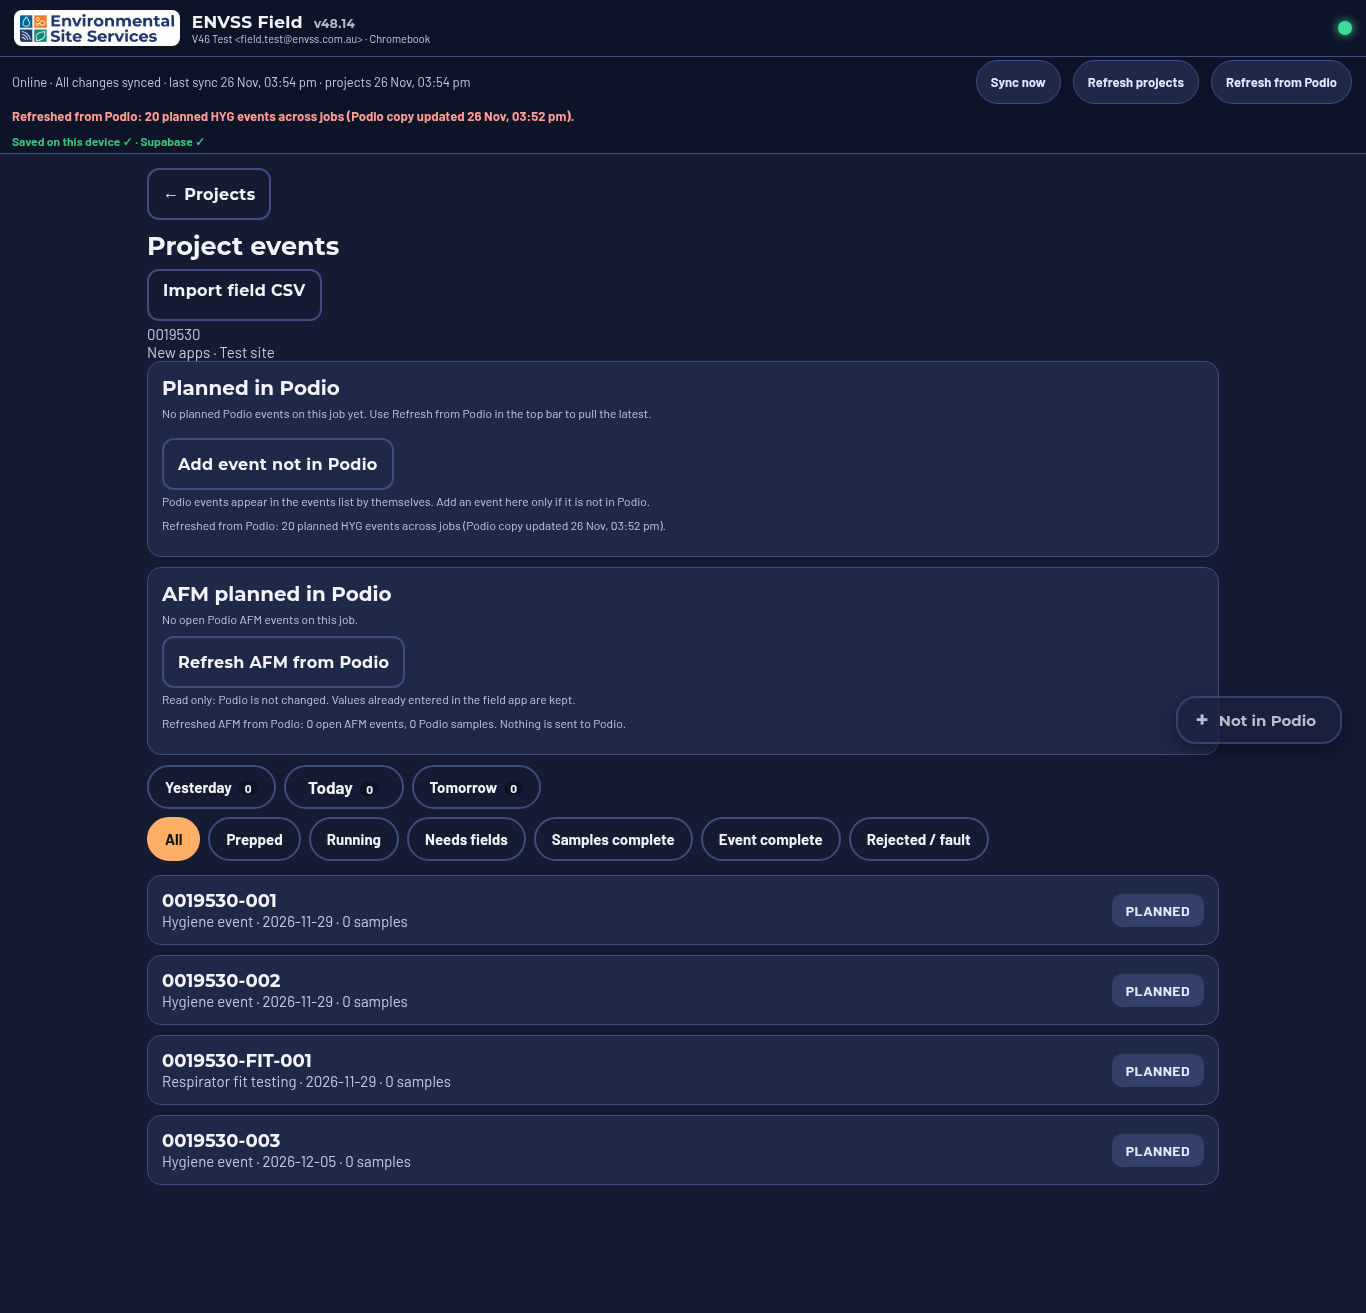 Environmental
Site Services
ENVSS Field v48.14
V46 Test <field.test@envss.com.au> · Chromebook
Online · All changes synced · last sync 26 Nov, 03:54 pm · projects 26 Nov, 03:54 pm
Sync now
Refresh projects
Refresh from Podio
Refreshed from Podio: 20 planned HYG events across jobs (Podio copy updated 26 Nov, 03:52 pm).
Saved on this device ✓ · Supabase ✓
← Projects
Project events
Import field CSV
0019530
New apps · Test site
Planned in Podio
No planned Podio events on this job yet. Use Refresh from Podio in the top bar to pull the latest.
Add event not in Podio
Podio events appear in the events list by themselves. Add an event here only if it is not in Podio.
Refreshed from Podio: 20 planned HYG events across jobs (Podio copy updated 26 Nov, 03:52 pm).
AFM planned in Podio
No open Podio AFM events on this job.
Refresh AFM from Podio
Read only: Podio is not changed. Values already entered in the field app are kept.
Refreshed AFM from Podio: 0 open AFM events, 0 Podio samples. Nothing is sent to Podio.
+ Not in Podio
Yesterday 0
Today 0
Tomorrow 0
All
Prepped
Running
Needs fields
Samples complete
Event complete
Rejected / fault
0019530-001
Hygiene event · 2026-11-29 · 0 samples
PLANNED
0019530-002
Hygiene event · 2026-11-29 · 0 samples
PLANNED
0019530-FIT-001
Respirator fit testing · 2026-11-29 · 0 samples
PLANNED
0019530-003
Hygiene event · 2026-12-05 · 0 samples
PLANNED